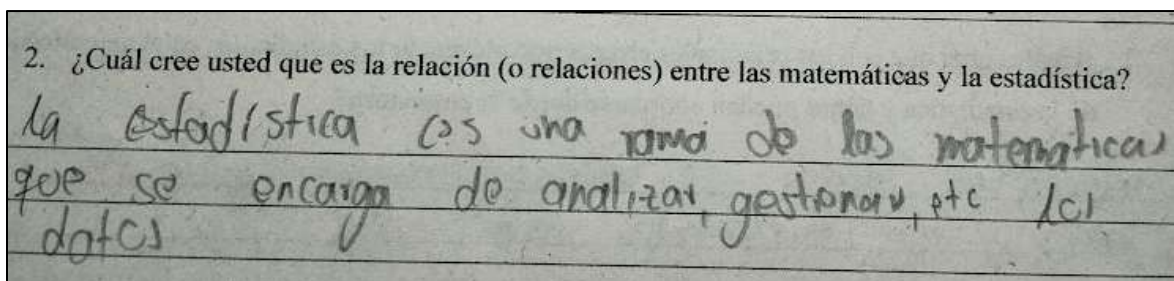 2. ¿Cuál cree usted que es la relación (o relaciones) entre las matemáticas y la estadística?
la estadística es una rama de las matematicas
que se encarga de analizar, gestionar, etc los
datos